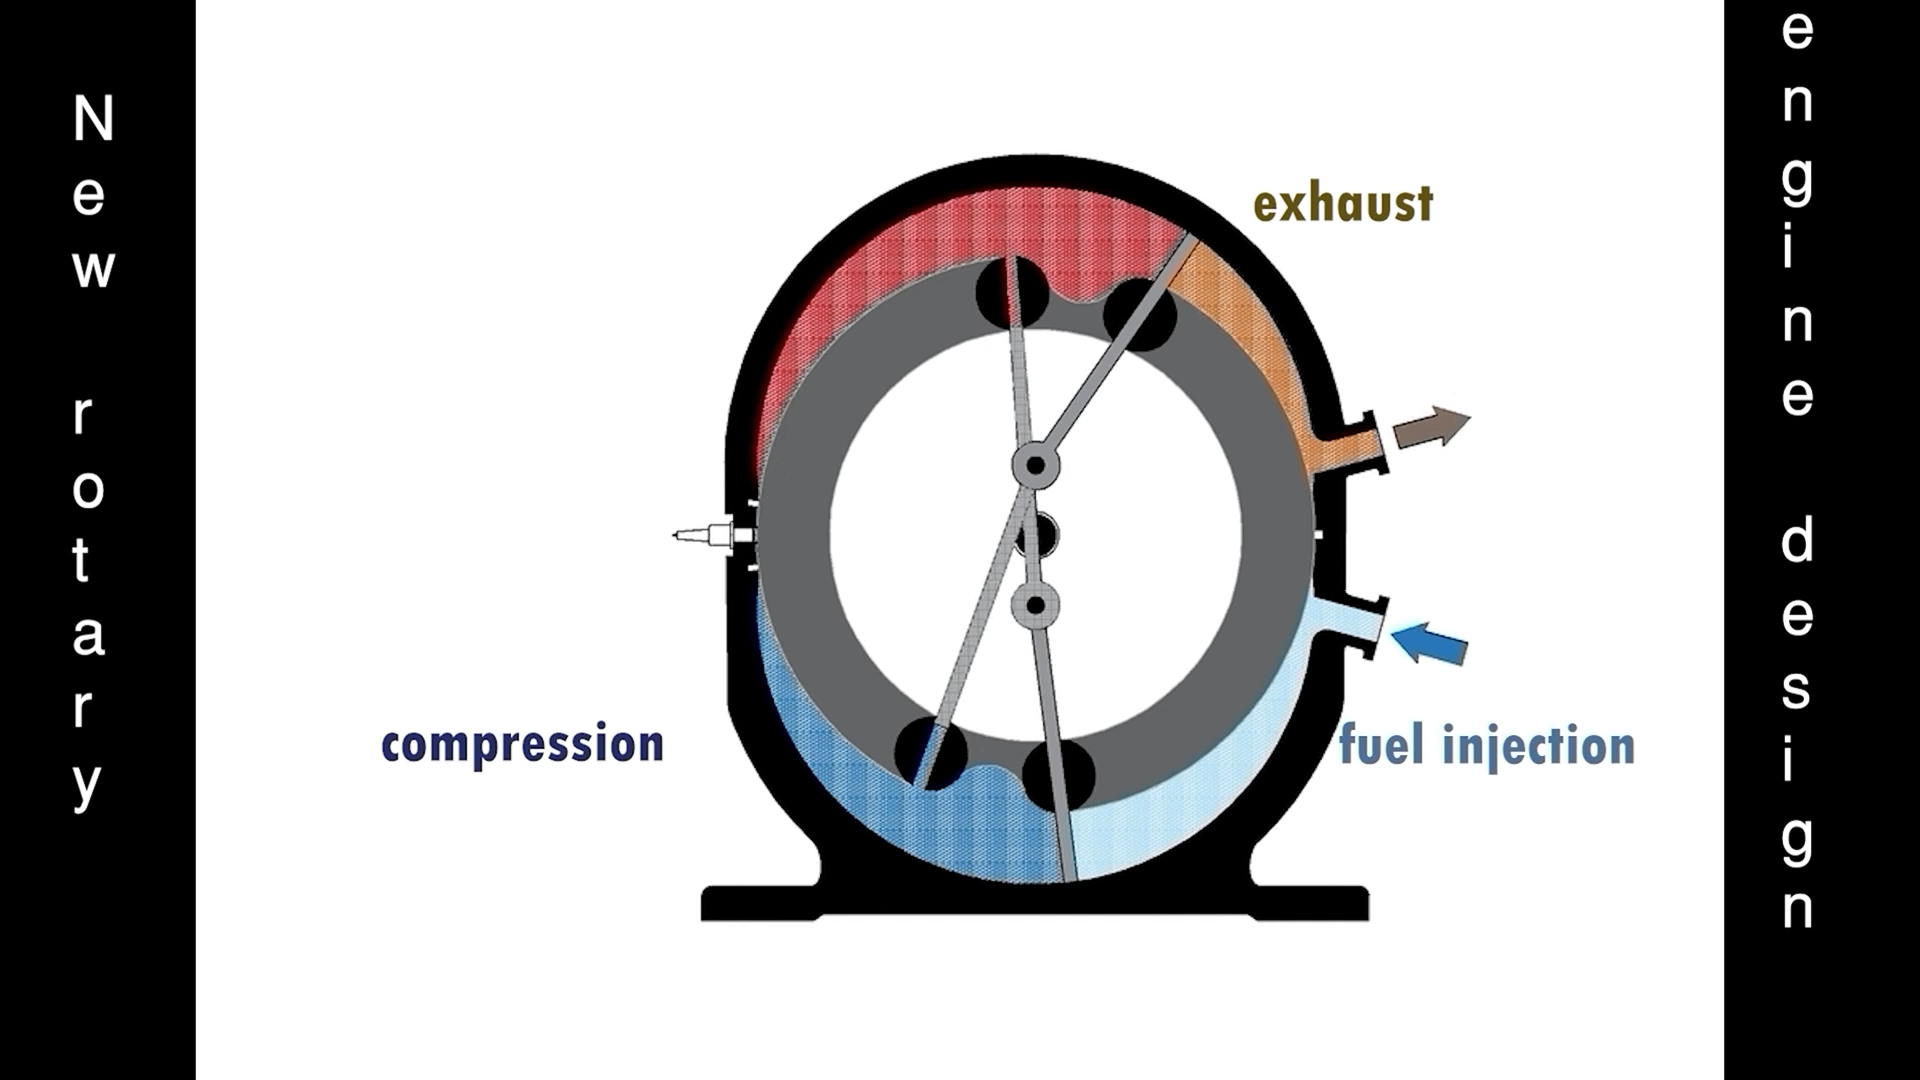 New rotary
engine design
exhaust
compression
fuel injection